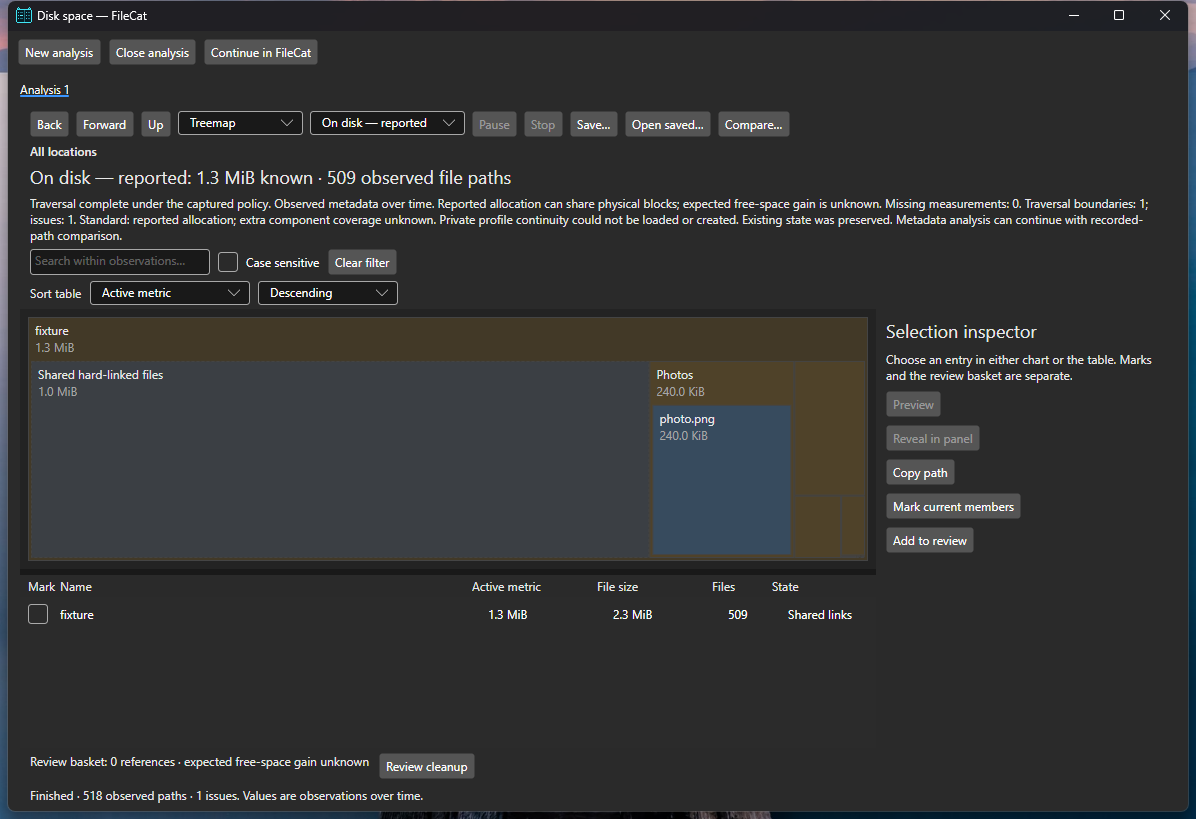 Disk space — FileCat
New analysis Close analysis Continue in FileCat
Analysis 1
Back Forward Up Treemap On disk — reported Pause Stop Save... Open saved... Compare...
All locations
On disk — reported: 1.3 MiB known · 509 observed file paths
Traversal complete under the captured policy. Observed metadata over time. Reported allocation can share physical blocks; expected free-space gain is unknown. Missing measurements: 0. Traversal boundaries: 1;
issues: 1. Standard: reported allocation; extra component coverage unknown. Private profile continuity could not be loaded or created. Existing state was preserved. Metadata analysis can continue with recorded-
path comparison.
Search within observations... Case sensitive Clear filter
Sort table Active metric Descending
fixture
1.3 MiB
Shared hard-linked files
1.0 MiB
Photos
240.0 KiB
photo.png
240.0 KiB
Selection inspector
Choose an entry in either chart or the table. Marks
and the review basket are separate.
Preview
Reveal in panel
Copy path
Mark current members
Add to review
Mark Name Active metric File size Files State
fixture 1.3 MiB 2.3 MiB 509 Shared links
Review basket: 0 references · expected free-space gain unknown Review cleanup
Finished · 518 observed paths · 1 issues. Values are observations over time.